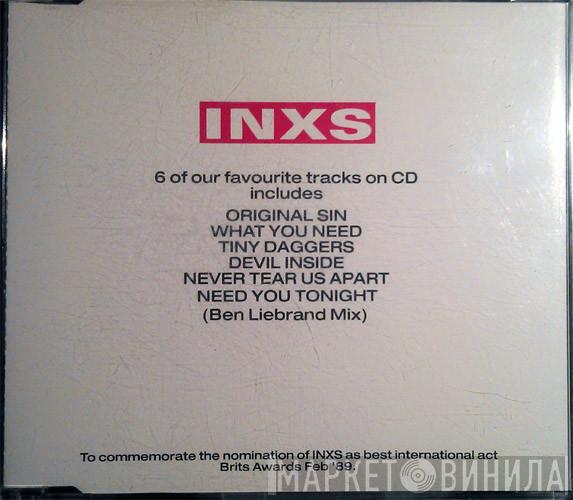 INXS
6 of our favourite tracks on CD
includes
ORIGINAL SIN
WHAT YOU NEED
TINY DAGGERS
DEVIL INSIDE
NEVER TEAR US APART
NEED YOU TONIGHT
(Ben Liebrand Mix)
To commemorate the nomination of INXS as best international act
Brits Awards Feb '89.
МАРКЕТ ВИНИЛА